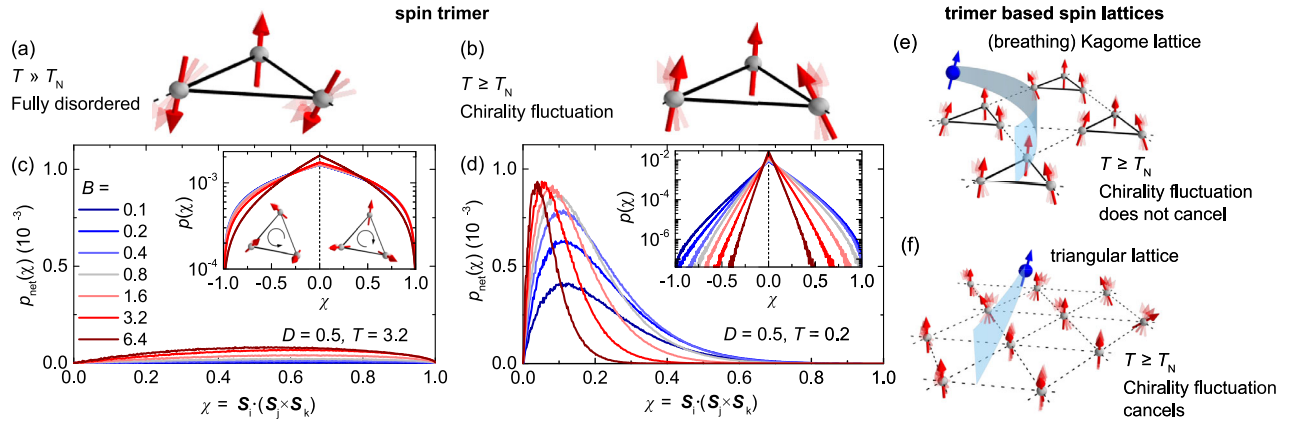 spin trimer
trimer based spin lattices
(a)
T » T_N
Fully disordered
(b)
T ≥ T_N
Chirality fluctuation
(e)
(breathing) Kagome lattice
T ≥ T_N
Chirality fluctuation
does not cancel
(c)
1.0
0.5
0.0
p_net(χ) (10⁻³)
B =
0.1
0.2
0.4
0.8
1.6
3.2
6.4
10⁻³
10⁻⁴
p(χ)
-1.0 -0.5 0.0 0.5 1.0
χ
D = 0.5, T = 3.2
0.0 0.2 0.4 0.6 0.8 1.0
χ = S_i·(S_j×S_k)
(d)
1.0
0.5
0.0
p_net(χ) (10⁻³)
10⁻²
10⁻⁴
10⁻⁶
p(χ)
-1.0 -0.5 0.0 0.5 1.0
χ
D = 0.5, T = 0.2
0.0 0.2 0.4 0.6 0.8 1.0
χ = S_i·(S_j×S_k)
(f)
triangular lattice
T ≥ T_N
Chirality fluctuation
cancels